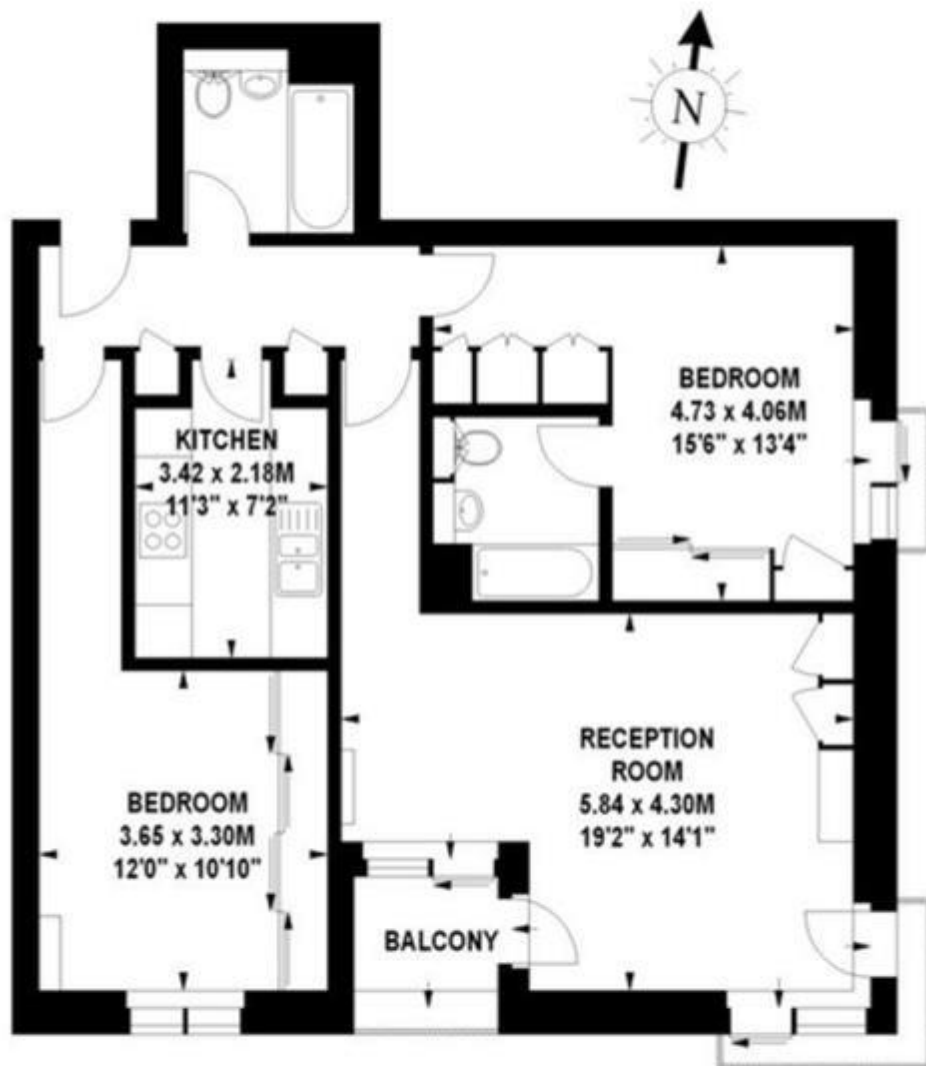 N
BEDROOM
4.73 x 4.06M
15'6" x 13'4"
KITCHEN
3.42 x 2.18M
11'3" x 7'2"
RECEPTION
ROOM
5.84 x 4.30M
19'2" x 14'1"
BEDROOM
3.65 x 3.30M
12'0" x 10'10"
BALCONY